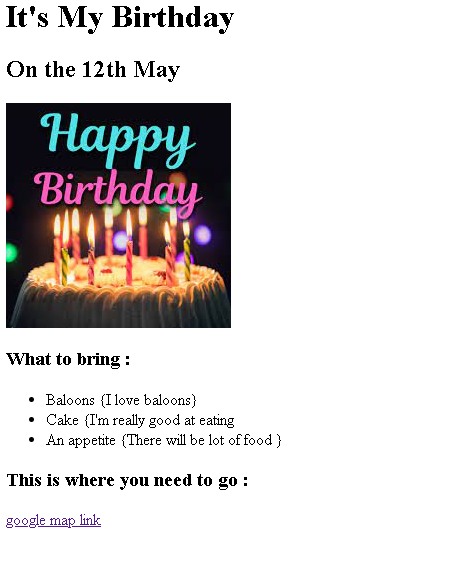 It's My Birthday
On the 12th May
Happy
Birthday
What to bring :
Baloons {I love baloons}
Cake {I'm really good at eating
An appetite {There will be lot of food }
This is where you need to go :
google map link